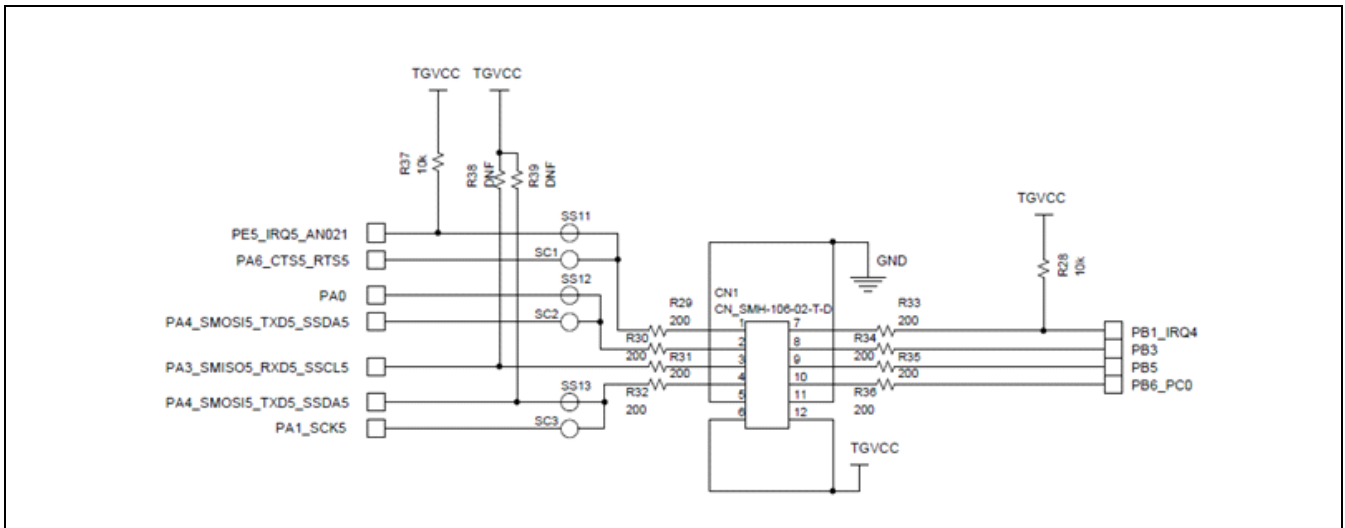 TGVCC TGVCC
R37
10k
R38
DNF
R39
DNF
TGVCC
R28
10k
PE5_IRQ5_AN021
SS11
PA6_CTS5_RTS5
SC1
GND
PA0
SS12
PA4_SMOSI5_TXD5_SSDA5
SC2
CN1
CN_SMH-106-02-T-D
R29
200
R33
200
1
7
PB1_IRQ4
R30
200
2
8
R34
200
PB3
PA3_SMISO5_RXD5_SSCL5
R31
200
3
9
R35
200
PB5
PA4_SMOSI5_TXD5_SSDA5
SS13
R32
200
4
10
R36
200
PB6_PC0
5
11
PA1_SCK5
SC3
6
12
TGVCC